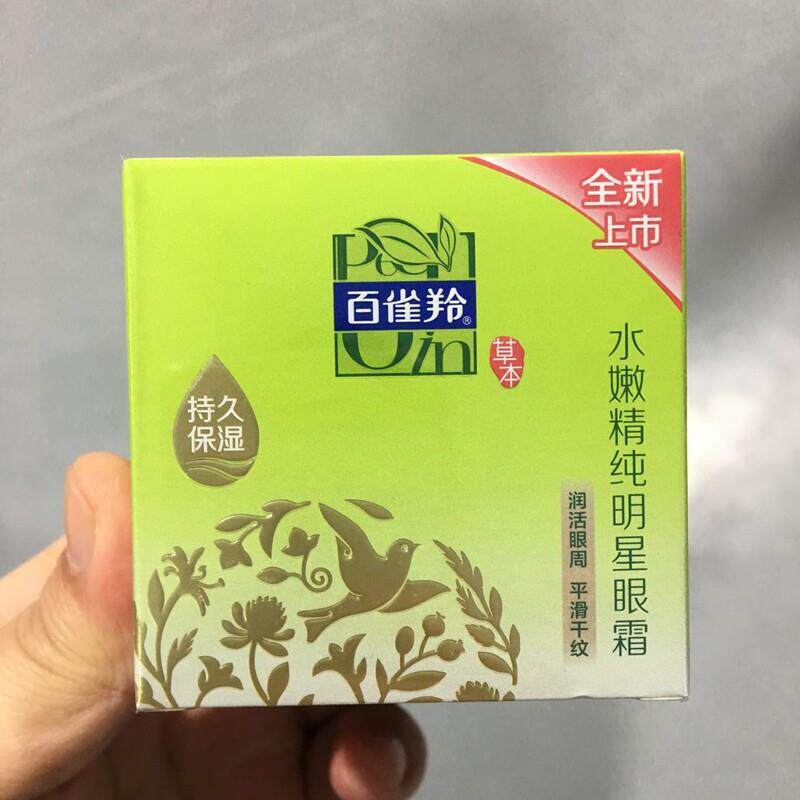 全新
上市
Pechoin
百雀羚®
草本
持久
保湿
水嫩精纯明星眼霜
润活眼周 平滑干纹